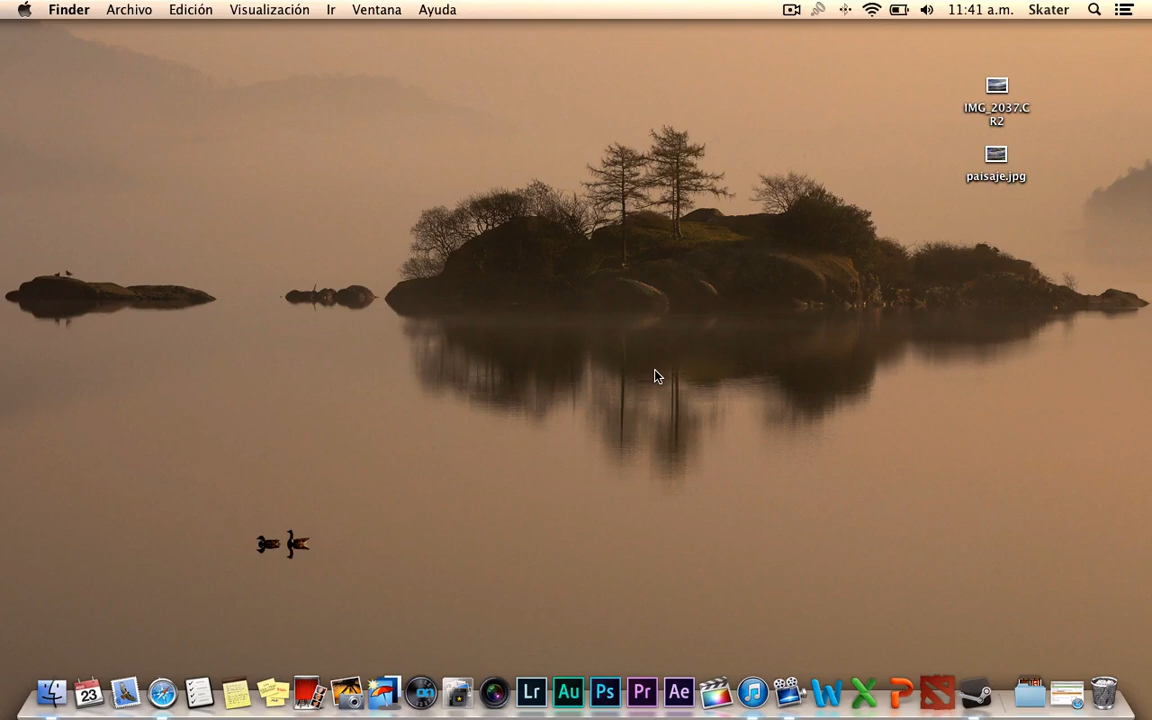 Finder Archivo Edición Visualización Ir Ventana Ayuda 11:41 a.m. Skater
IMG_2037.C
R2
paisaje.jpg
23 on Lr Au Ps Pr Ae W X P